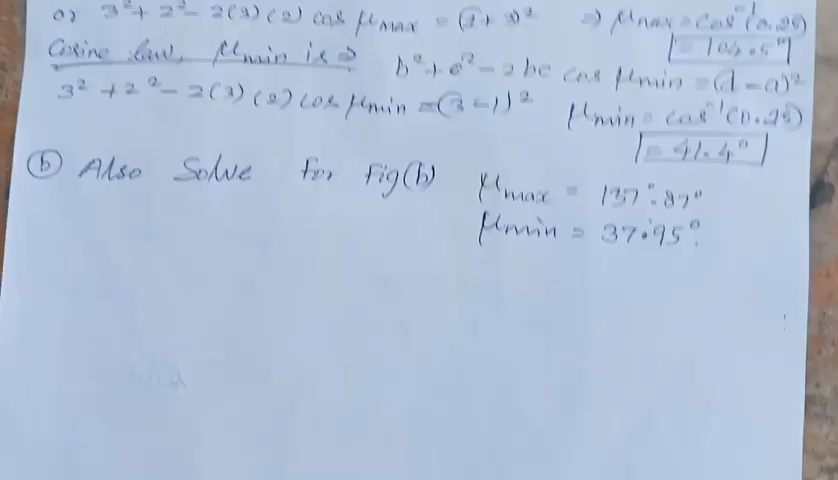 or 3² + 2² - 2(3)(2) cos μmax = (1+3)² ⇒ μmax = cos⁻¹(0.25)
= 104.5°
Cosine law, μmin is ⇒ b² + c² - 2bc cos μmin = (d - a)²
3² + 2² - 2(3)(2) cos μmin = (3-1)² μmin = cos⁻¹(0.75)
= 41.4°
(b) Also Solve for Fig(b) μmax = 137°.87°
μmin = 37.95°.